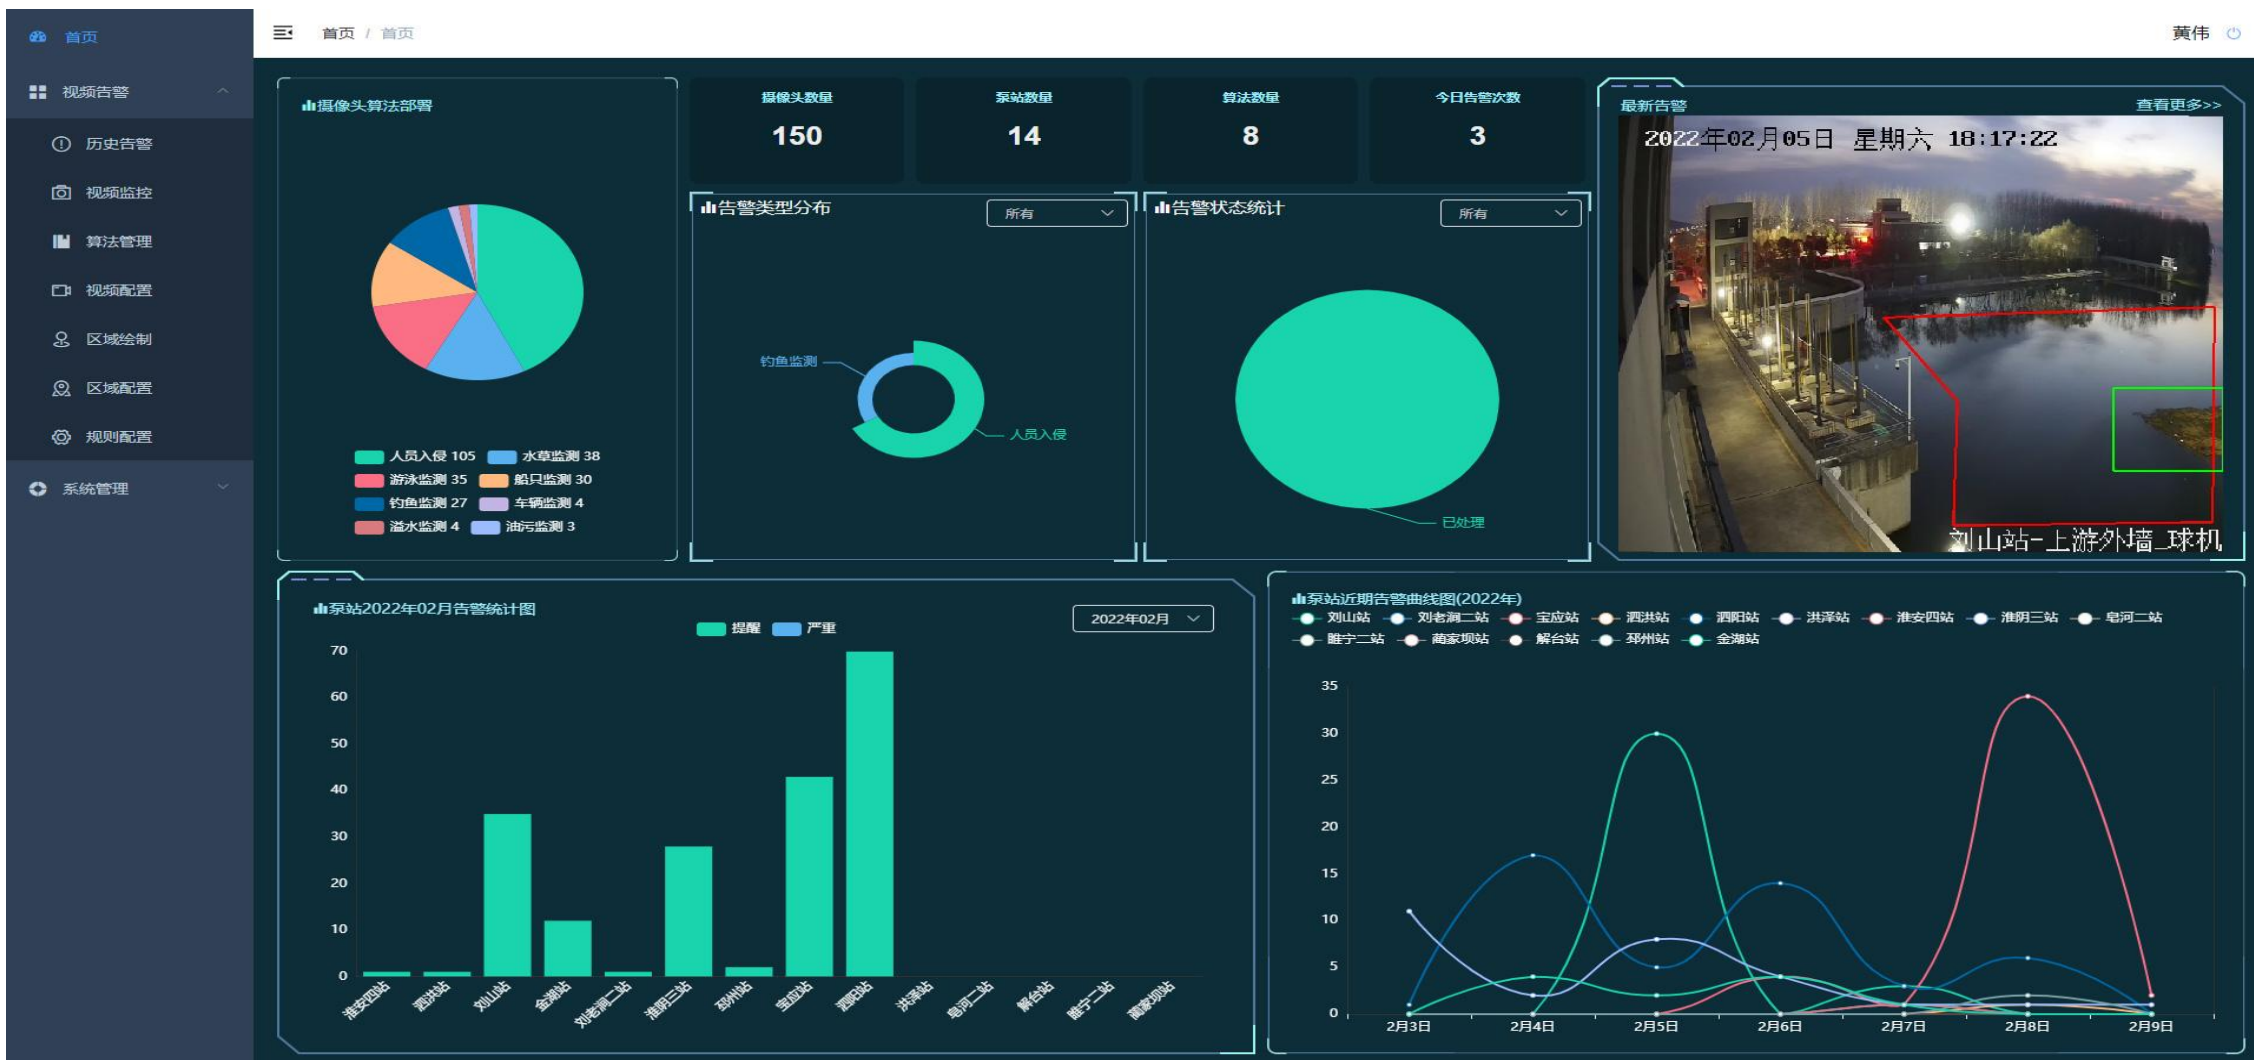 首页
首页 / 首页
黄伟
视频告警
历史告警
视频监控
算法管理
视频配置
区域绘制
区域配置
规则配置
系统管理
摄像头算法部署
人员入侵 105 水草监测 38
游泳监测 35 船只监测 30
钓鱼监测 27 车辆监测 4
溢水监测 4 油污监测 3
摄像头数量
150
泵站数量
14
算法数量
8
今日告警次数
3
告警类型分布
所有
钓鱼监测
人员入侵
告警状态统计
所有
已处理
最新告警
查看更多>>
2022年02月05日 星期六 18:17:22
刘山站-上游外墙_球机
泵站2022年02月告警统计图
提醒 严重
2022年02月
70
60
50
40
30
20
10
0
淮安四站 泗洪站 刘山站 金湖站 刘老涧二站 淮阴三站 邳州站 宝应站 泗阳站 洪泽站 皂河二站 解台站 睢宁二站 蔺家坝站
泵站近期告警曲线图(2022年)
刘山站 刘老涧二站 宝应站 泗洪站 泗阳站 洪泽站 淮安四站 淮阴三站 皂河二站
睢宁二站 蔺家坝站 解台站 邳州站 金湖站
35
30
25
20
15
10
5
0
2月3日 2月4日 2月5日 2月6日 2月7日 2月8日 2月9日